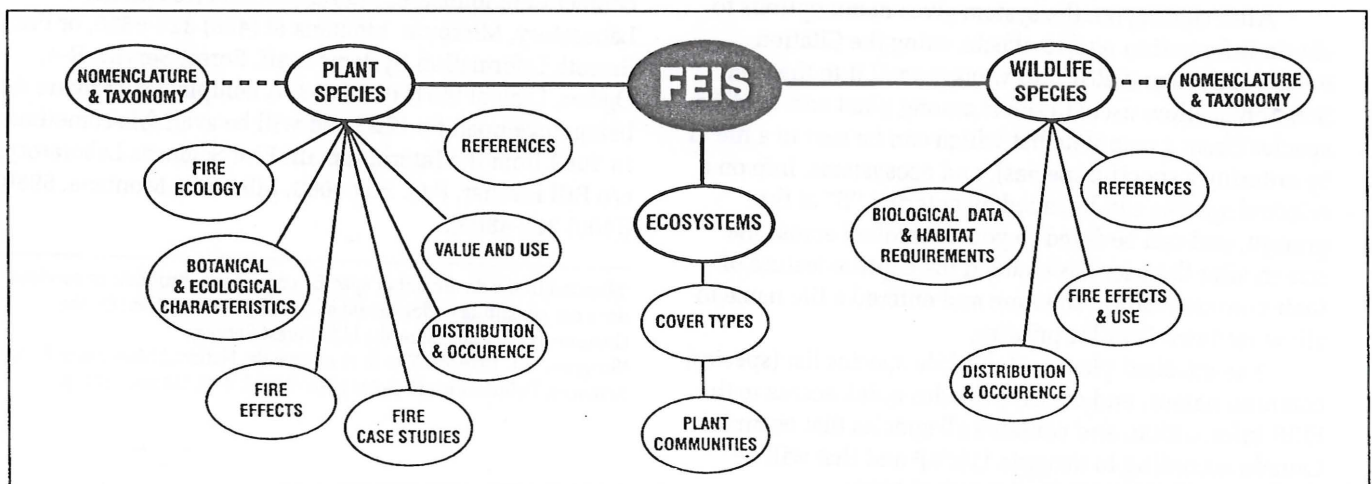 NOMENCLATURE
& TAXONOMY
PLANT
SPECIES
FEIS
WILDLIFE
SPECIES
NOMENCLATURE
& TAXONOMY
FIRE
ECOLOGY
REFERENCES
BOTANICAL
& ECOLOGICAL
CHARACTERISTICS
VALUE AND USE
FIRE
EFFECTS
FIRE
CASE STUDIES
DISTRIBUTION
& OCCURENCE
ECOSYSTEMS
COVER TYPES
PLANT
COMMUNITIES
BIOLOGICAL DATA
& HABITAT
REQUIREMENTS
REFERENCES
FIRE EFFECTS
& USE
DISTRIBUTION
& OCCURENCE